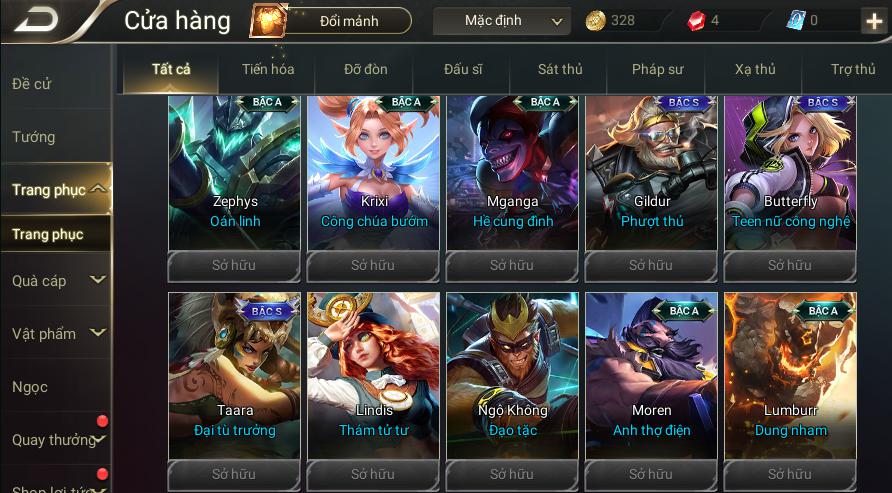 Cửa hàng
Đổi mảnh
Mặc định
328
4
0
Đề cử
Tướng
Trang phục
Trang phục
Quà cáp
Vật phẩm
Ngọc
Quay thưởng
Shop lợi tức
Tất cả
Tiến hóa
Đỡ đòn
Đấu sĩ
Sát thủ
Pháp sư
Xạ thủ
Trợ thủ
BẬC A
BẬC A
BẬC A
BẬC S
BẬC S
Zephys
Krixi
Mganga
Gildur
Butterfly
Oán linh
Công chúa bướm
Hề cung đình
Phượt thủ
Teen nữ công nghệ
Sở hữu
Sở hữu
Sở hữu
Sở hữu
Sở hữu
BẬC S
BẬC A
BẬC A
Taara
Lindis
Ngộ Không
Moren
Lumburr
Đại tù trưởng
Thám tử tư
Đạo tặc
Anh thợ điện
Dung nham
Sở hữu
Sở hữu
Sở hữu
Sở hữu
Sở hữu